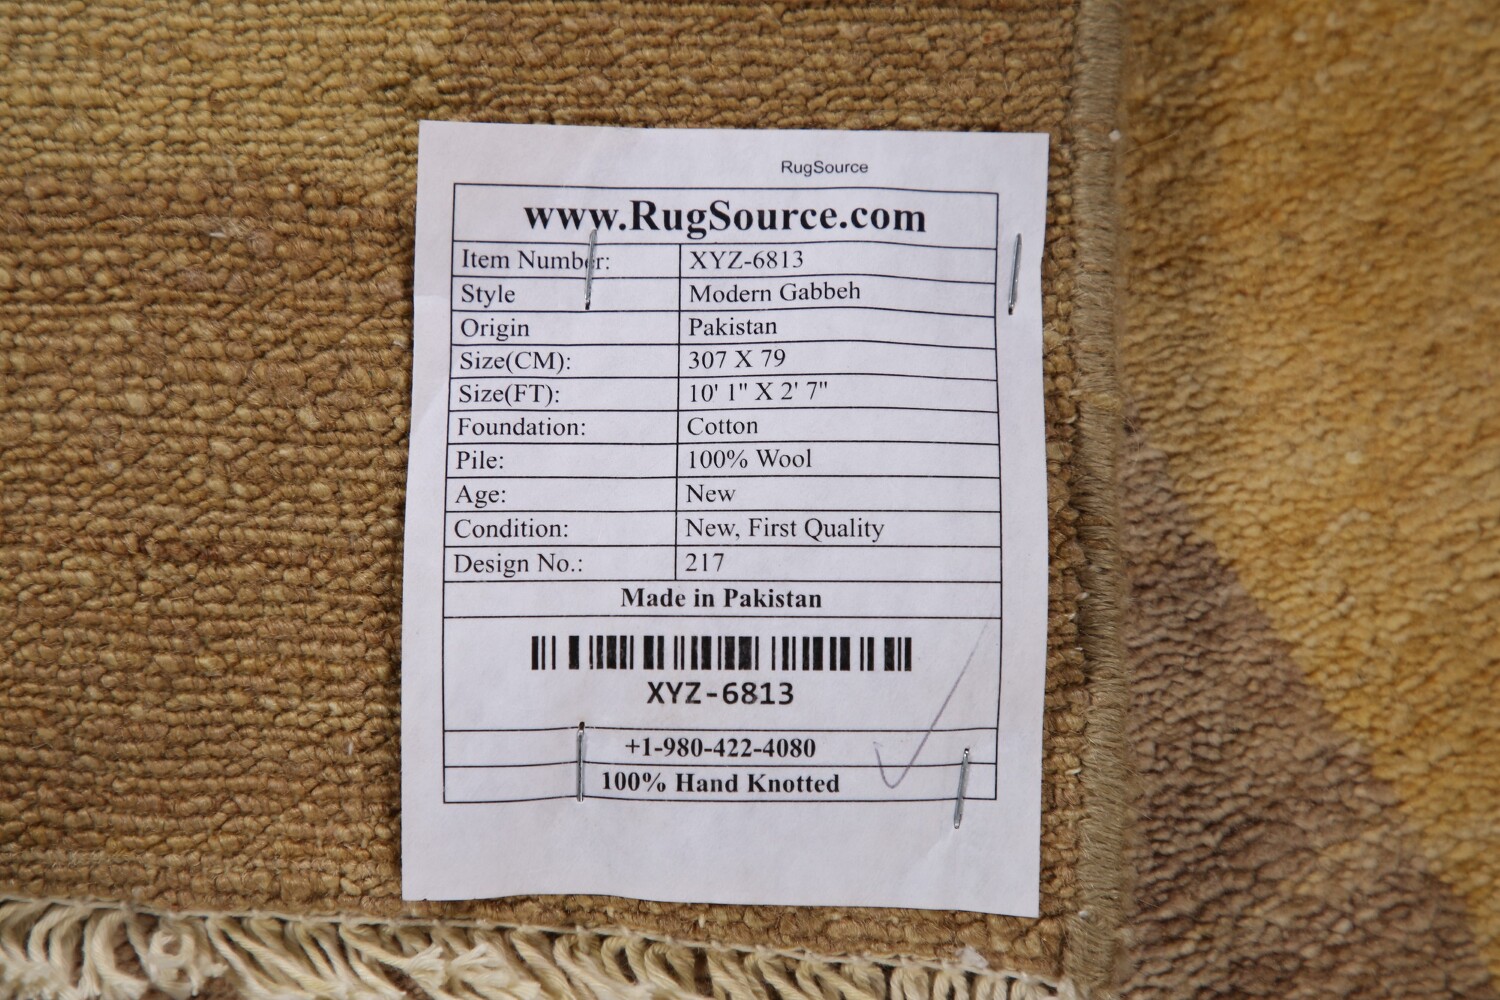 RugSource
www.RugSource.com
Item Number: XYZ-6813
Style Modern Gabbeh
Origin Pakistan
Size(CM): 307 X 79
Size(FT): 10' 1" X 2' 7"
Foundation: Cotton
Pile: 100% Wool
Age: New
Condition: New, First Quality
Design No.: 217
Made in Pakistan
XYZ-6813
+1-980-422-4080
100% Hand Knotted